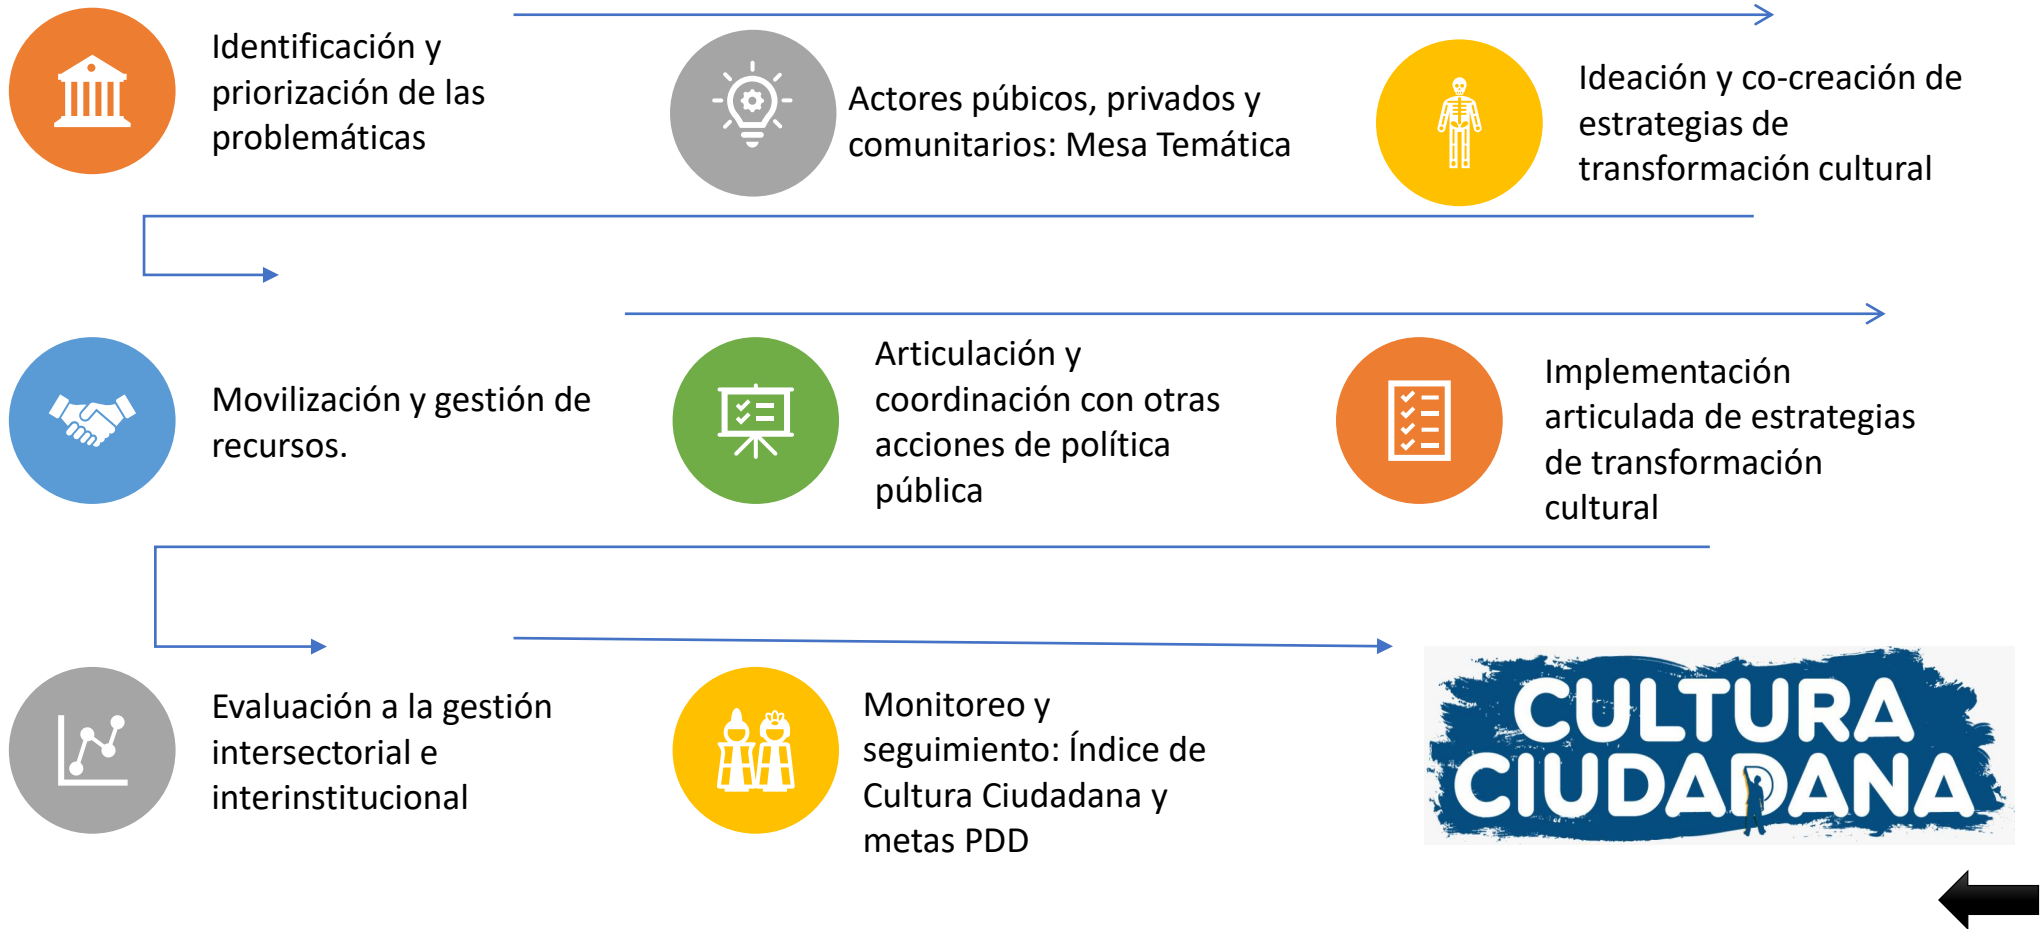 Identificación y
priorización de las
problemáticas
Actores púbicos, privados y
comunitarios: Mesa Temática
Ideación y co-creación de
estrategias de
transformación cultural
Movilización y gestión de
recursos.
Articulación y
coordinación con otras
acciones de política
pública
Implementación
articulada de estrategias
de transformación
cultural
Evaluación a la gestión
intersectorial e
interinstitucional
Monitoreo y
seguimiento: Índice de
Cultura Ciudadana y
metas PDD
CULTURA
CIUDADANA